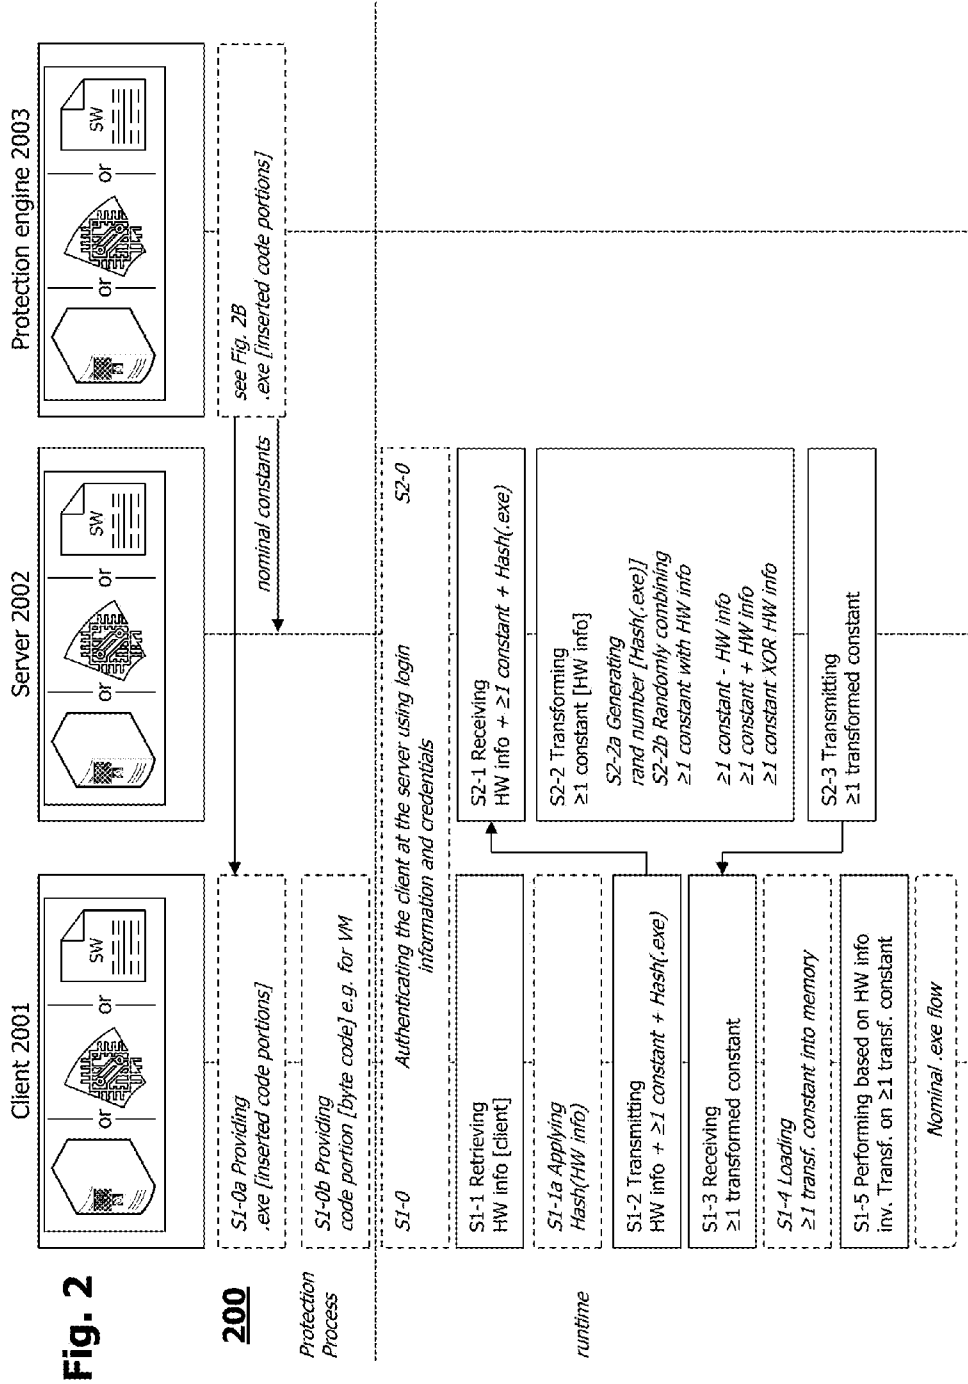 Fig. 2
Client 2001
Server 2002
Protection engine 2003
or
or
SW
or
or
SW
or
or
SW
200
Protection
Process
S1-0a Providing
.exe [inserted code portions]
see Fig. 2B
.exe [inserted code portions]
nominal constants
S1-0b Providing
code portion [byte code] e.g. for VM
S1-0
Authenticating the client at the server using login
information and credentials
S2-0
runtime
S1-1 Retrieving
HW info [client]
S2-1 Receiving
HW info + ≥1 constant + Hash(.exe)
S1-1a Applying
Hash(HW info)
S2-2 Transforming
≥1 constant [HW info]
S2-2a Generating
rand number [Hash(.exe)]
S2-2b Randomly combining
≥1 constant with HW info
≥1 constant - HW info
≥1 constant + HW info
≥1 constant XOR HW info
S1-2 Transmitting
HW info + ≥1 constant + Hash(.exe)
S1-3 Receiving
≥1 transformed constant
S2-3 Transmitting
≥1 transformed constant
S1-4 Loading
≥1 transf. constant into memory
S1-5 Performing based on HW info
inv. Transf. on ≥1 transf. constant
Nominal .exe flow